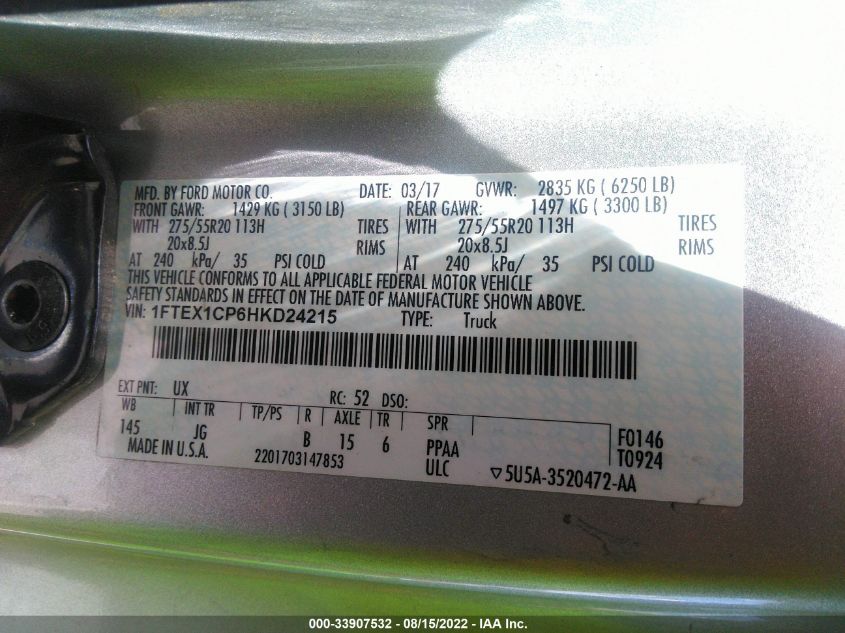 MFD. BY FORD MOTOR CO. DATE: 03/17 GVWR: 2835 KG ( 6250 LB)
FRONT GAWR: 1429 KG ( 3150 LB) REAR GAWR: 1497 KG ( 3300 LB)
WITH 275/55R20 113H TIRES WITH 275/55R20 113H TIRES
20x8.5J RIMS 20x8.5J RIMS
AT 240 kPa/ 35 PSI COLD AT 240 kPa/ 35 PSI COLD
THIS VEHICLE CONFORMS TO ALL APPLICABLE FEDERAL MOTOR VEHICLE
SAFETY STANDARDS IN EFFECT ON THE DATE OF MANUFACTURE SHOWN ABOVE.
VIN: 1FTEX1CP6HKD24215 TYPE: Truck
EXT PNT: UX RC: 52 DSO:
WB INT TR TP/PS R AXLE TR SPR
145 JG B 15 6 PPAA F0146
MADE IN U.S.A. 2201703147853 ULC T0924
▽5U5A-3520472-AA
000-33907532 - 08/15/2022 - IAA Inc.